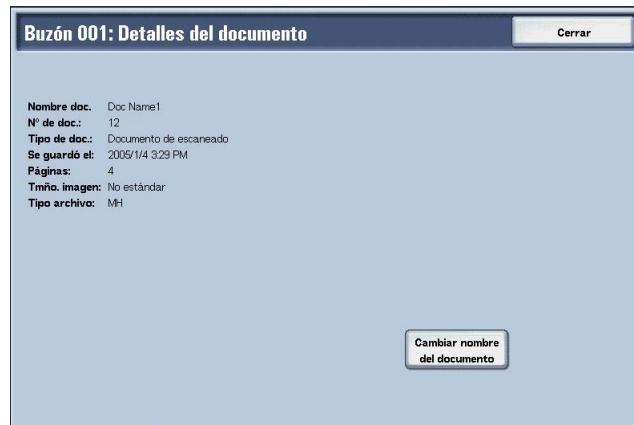 Buzón 001: Detalles del documento
Cerrar
Nombre doc. Doc Name1
Nº de doc.: 12
Tipo de doc.: Documento de escaneado
Se guardó el: 2005/1/4 3:29 PM
Páginas: 4
Tmño. imagen: No estándar
Tipo archivo: MH
Cambiar nombre
del documento